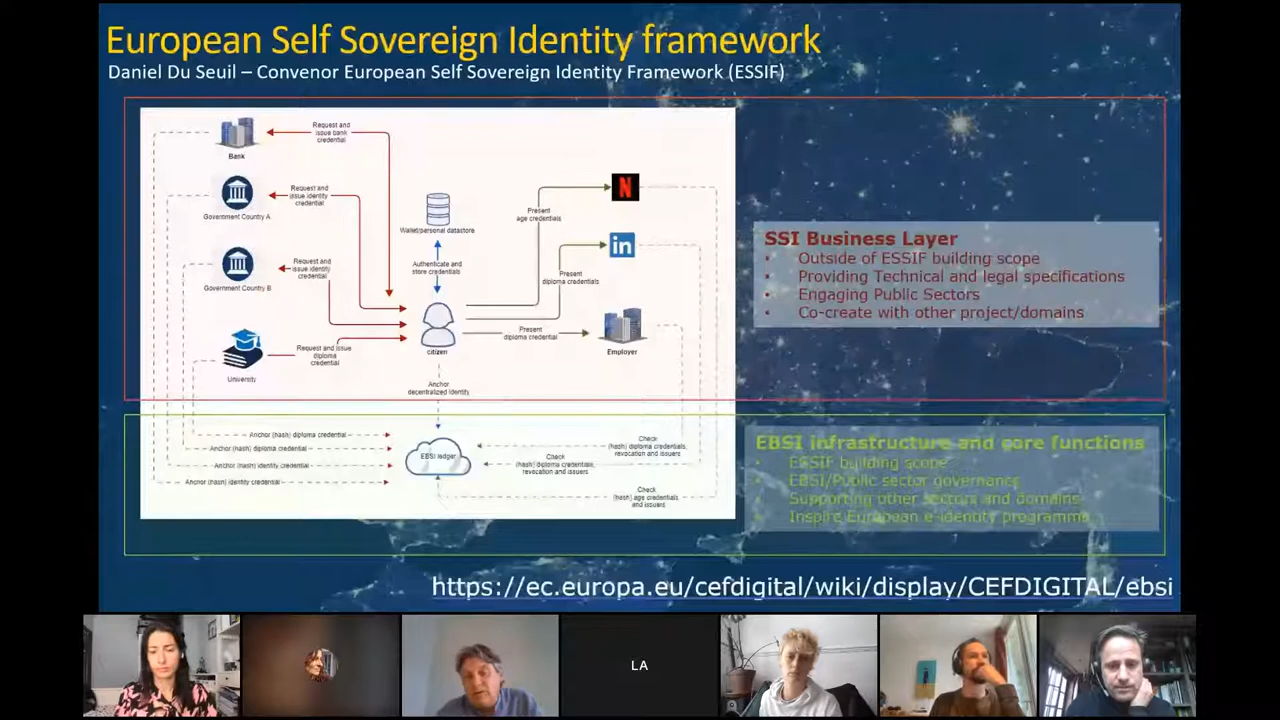 European Self Sovereign Identity framework
Daniel Du Seuil – Convenor European Self Sovereign Identity Framework (ESSIF)
Request and
issue bank
credential
Bank
Request and
issue identity
credential
Government Country A
Request and
issue identity
credential
Government Country B
Request and issue
diploma
credential
University
Wallet/personal datastore
Authenticate and
store credentials
citizen
Anchor
decentralized identity
Present
age credentials
N
in
Present
diploma credentials
Present
diploma credential
Employer
Anchor (hash) diploma credential
Anchor (hash) diploma credential
Anchor (hash) identity credential
Anchor (hash) identity credential
EBSI ledger
Check
(hash) diploma credentials,
revocation and issuers
Check
(hash) diploma credentials,
revocation and issuers
Check
(hash) age credentials
and issuers
SSI Business Layer
• Outside of ESSIF building scope
• Providing Technical and legal specifications
• Engaging Public Sectors
• Co-create with other project/domains
EBSI infrastructure and core functions
• ESSIF building scope
• EBSI/Public sector governance
• Supporting other sectors and domains
• Inspire European e-identity programme
https://ec.europa.eu/cefdigital/wiki/display/CEFDIGITAL/ebsi
LA